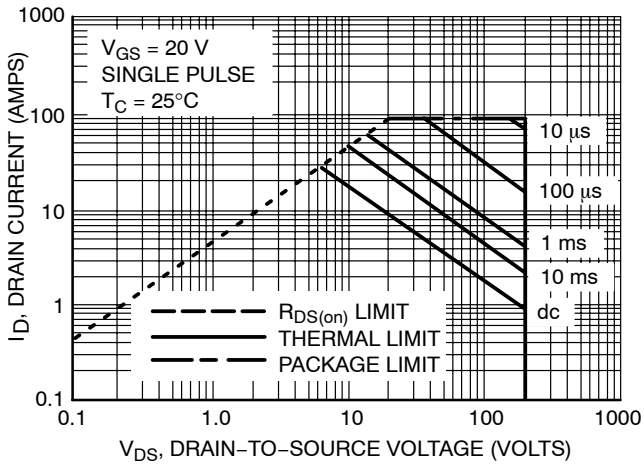 1000
V_GS = 20 V
SINGLE PULSE
T_C = 25°C
100
10 µs
100 µs
10
1 ms
10 ms
1
dc
R_DS(on) LIMIT
THERMAL LIMIT
PACKAGE LIMIT
0.1
0.1
1.0
10
100
1000
V_DS, DRAIN−TO−SOURCE VOLTAGE (VOLTS)
I_D, DRAIN CURRENT (AMPS)